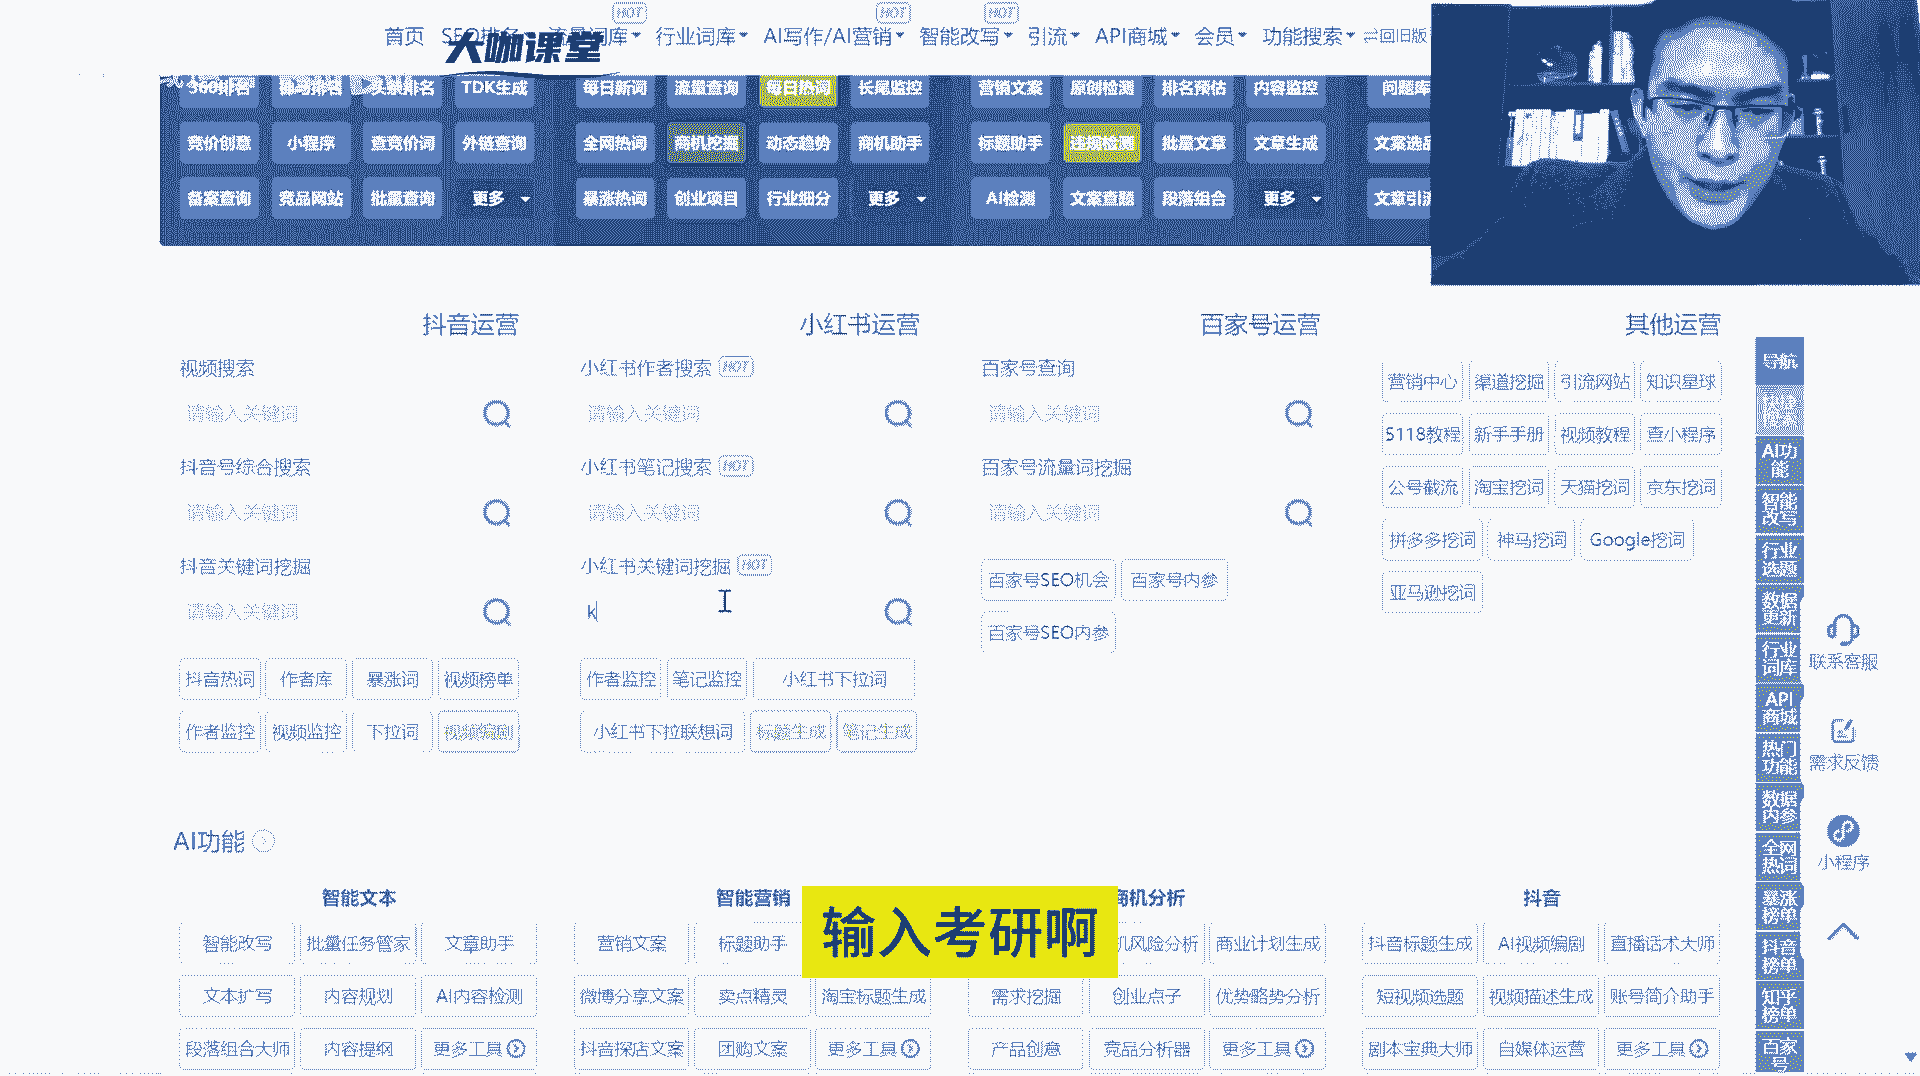 HOT HOT HOT
首页 行业词库 AI写作/AI营销 智能改写 引流 API商城 会员 功能搜索 回旧版
大咖课堂
360排名 神马排名 头条排名 TDK生成 每日新词 流量查询 每日热词 长尾监控 营销文案 原创检测 排名预估 内容监控 问题库
竞价创意 小程序 查竞价词 外链查询 全网热词 商机挖掘 动态趋势 商机助手 标题助手 违规检测 批量文章 文章生成 文案选品
备案查询 竞品网站 批量查询 更多 暴涨热词 创业项目 行业细分 更多 AI检测 文案查题 段落组合 更多 文章引流
抖音运营 小红书运营 百家号运营 其他运营
视频搜索 小红书作者搜索 HOT 百家号查询
请输入关键词 请输入关键词 请输入关键词
抖音号综合搜索 小红书笔记搜索 HOT 百家号流量词挖掘
请输入关键词 请输入关键词 请输入关键词
抖音关键词挖掘 小红书关键词挖掘 HOT
请输入关键词 k
百家号SEO机会 百家号内参
百家号SEO内参
营销中心 渠道挖掘 引流网站 知识星球
5118教程 新手手册 视频教程 查小程序
公号截流 淘宝挖词 天猫挖词 京东挖词
拼多多挖词 神马挖词 Google挖词
亚马逊挖词
抖音热词 作者库 暴涨词 视频榜单 作者监控 笔记监控 小红书下拉词
作者监控 视频监控 下拉词 视频编剧 小红书下拉联想词 标题生成 笔记生成
导航
AI功能
智能改写
行业选题
数据更新
行业词库
API商城
热门功能
数据内参
全网热词
暴涨榜单
抖音榜单
知乎榜单
百家号
联系客服
需求反馈
小程序
AI功能
智能文本 智能营销 商机分析 抖音
智能改写 批量任务管家 文章助手 营销文案 标题助手 机风险分析 商业计划生成 抖音标题生成 AI视频编剧 直播话术大师
文本扩写 内容规划 AI内容检测 微博分享文案 卖点精灵 淘宝标题生成 需求挖掘 创业点子 优势略势分析 短视频选题 视频描述生成 账号简介助手
段落组合大师 内容提纲 更多工具 抖音探店文案 团购文案 更多工具 产品创意 竞品分析器 更多工具 剧本宝典大师 自媒体运营 更多工具
输入考研啊